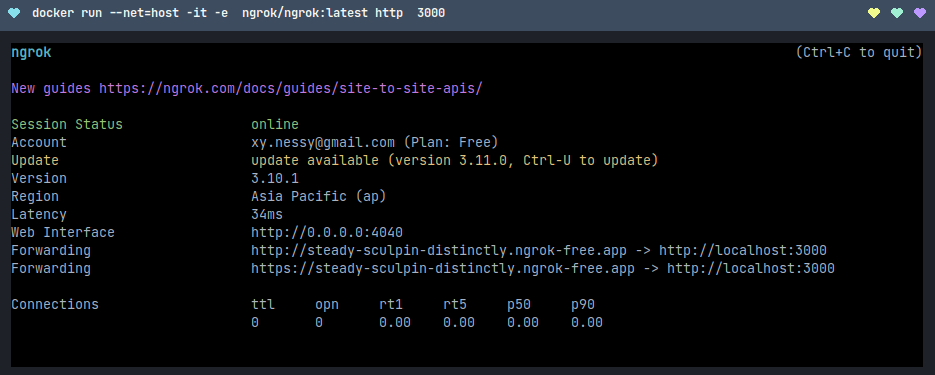 docker run --net=host -it -e  ngrok/ngrok:latest http  3000
ngrok (Ctrl+C to quit)
New guides https://ngrok.com/docs/guides/site-to-site-apis/
Session Status online
Account xy.nessy@gmail.com (Plan: Free)
Update update available (version 3.11.0, Ctrl-U to update)
Version 3.10.1
Region Asia Pacific (ap)
Latency 34ms
Web Interface http://0.0.0.0:4040
Forwarding http://steady-sculpin-distinctly.ngrok-free.app -> http://localhost:3000
Forwarding https://steady-sculpin-distinctly.ngrok-free.app -> http://localhost:3000
Connections ttl opn rt1 rt5 p50 p90
0 0 0.00 0.00 0.00 0.00